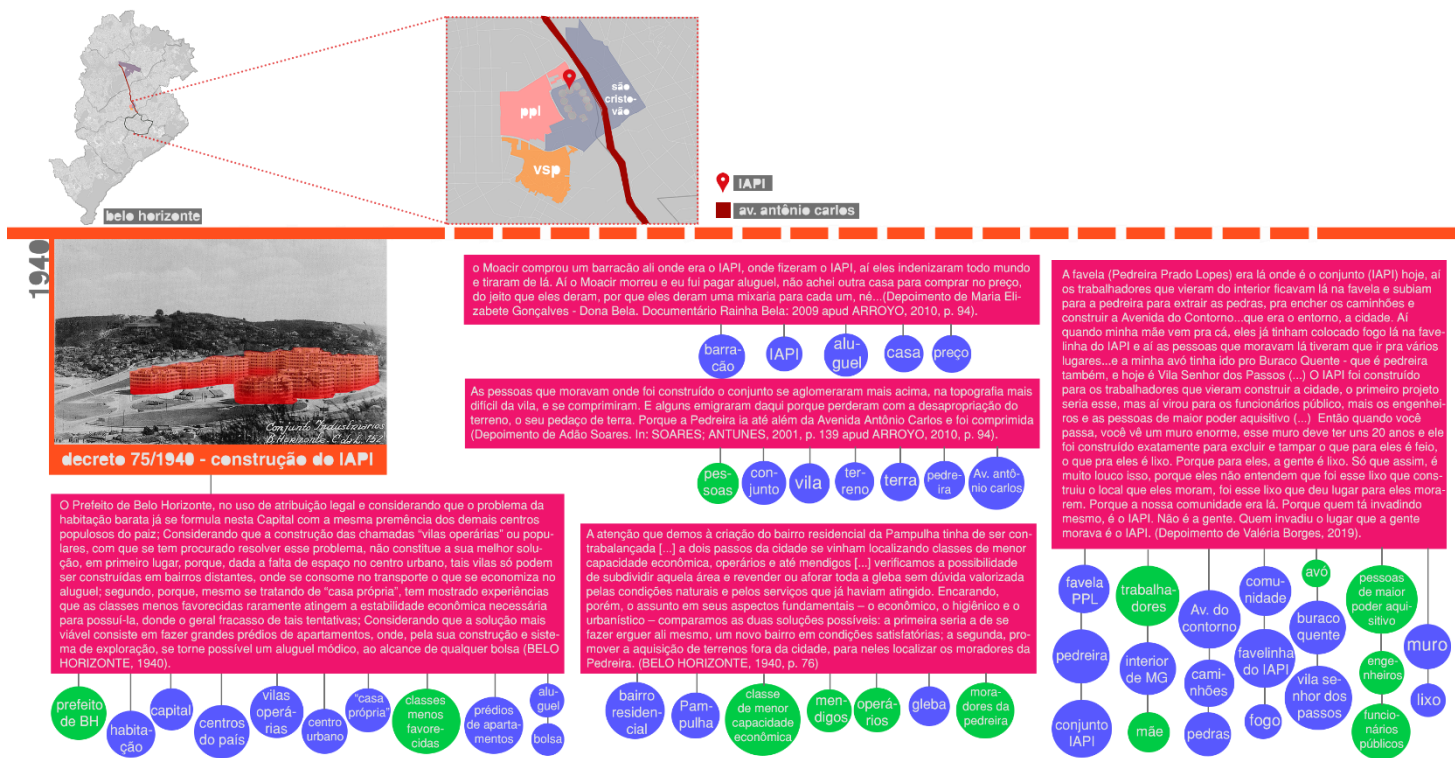 belo horizonte
ppl
são
cristo-
vão
vsp
IAPI
av. antônio carlos
1940
Conjunto Industriários
B. Horizonte
decreto 75/1940 - construção do IAPI
O Prefeito de Belo Horizonte, no uso de atribuição legal e considerando que o problema da
habitação barata já se formula nesta Capital com a mesma premência dos demais centros
populosos do paiz; Considerando que a construção das chamadas “vilas operárias” ou popu-
lares, com que se tem procurado resolver esse problema, não constitue a sua melhor solu-
ção, em primeiro lugar, porque, dada a falta de espaço no centro urbano, tais vilas só podem
ser construídas em bairros distantes, onde se consome no transporte o que se economiza no
aluguel; segundo, porque, mesmo se tratando de “casa própria”, tem mostrado experiências
que as classes menos favorecidas raramente atingem a estabilidade econômica necessária
para possuí-la, donde o geral fracasso de tais tentativas; Considerando que a solução mais
viável consiste em fazer grandes prédios de apartamentos, onde, pela sua construção e siste-
ma de exploração, se torne possível um aluguel módico, ao alcance de qualquer bolsa (BELO
HORIZONTE, 1940).
prefeito
de BH
habita-
ção
capital
centros
do país
vilas
operá-
rias
centro
urbano
“casa
própria”
classes
menos
favore-
cidas
prédios
de aparta-
mentos
alu-
guel
bolsa
o Moacir comprou um barracão ali onde era o IAPI, onde fizeram o IAPI, aí eles indenizaram todo mundo
e tiraram de lá. Aí o Moacir morreu e eu fui pagar aluguel, não achei outra casa para comprar no preço,
do jeito que eles deram, por que eles deram uma mixaria para cada um, né...(Depoimento de Maria Eli-
zabete Gonçalves - Dona Bela. Documentário Rainha Bela: 2009 apud ARROYO, 2010, p. 94).
barra-
cão
IAPI
alu-
guel
casa
preço
As pessoas que moravam onde foi construído o conjunto se aglomeraram mais acima, na topografia mais
difícil da vila, e se comprimiram. E alguns emigraram daqui porque perderam com a desapropriação do
terreno, o seu pedaço de terra. Porque a Pedreira ia até além da Avenida Antônio Carlos e foi comprimida
(Depoimento de Adão Soares. In: SOARES; ANTUNES, 2001, p. 139 apud ARROYO, 2010, p. 94).
pes-
soas
con-
junto
vila
ter-
reno
terra
pedre-
ira
Av. antô-
nio carlos
A atenção que demos à criação do bairro residencial da Pampulha tinha de ser con-
trabalançada [...] a dois passos da cidade se vinham localizando classes de menor
capacidade econômica, operários e até mendigos [...] verificamos a possibilidade
de subdividir aquela área e revender ou aforar toda a gleba sem dúvida valorizada
pelas condições naturais e pelos serviços que já haviam atingido. Encarando,
porém, o assunto em seus aspectos fundamentais – o econômico, o higiênico e o
urbanístico – comparamos as duas soluções possíveis: a primeira seria a de se
fazer erguer ali mesmo, um novo bairro em condições satisfatórias; a segunda, pro-
mover a aquisição de terrenos fora da cidade, para neles localizar os moradores da
Pedreira. (BELO HORIZONTE, 1940, p. 76)
bairro
residen-
cial
Pam-
pulha
classe
de menor
capacidade
econômica
men-
digos
operá-
rios
gleba
mora-
dores da
pedreira
A favela (Pedreira Prado Lopes) era lá onde é o conjunto (IAPI) hoje, aí
os trabalhadores que vieram do interior ficavam lá na favela e subiam
para a pedreira para extrair as pedras, pra encher os caminhões e
construir a Avenida do Contorno...que era o entorno, a cidade. Aí
quando minha mãe vem pra cá, eles já tinham colocado fogo lá na fave-
linha do IAPI e aí as pessoas que moravam lá tiveram que ir pra vários
lugares...e a minha avó tinha ido pro Buraco Quente - que é pedreira
também, e hoje é Vila Senhor dos Passos (...) O IAPI foi construído
para os trabalhadores que vieram construir a cidade, o primeiro projeto
seria esse, mas aí virou para os funcionários público, mais os engenhei-
ros e as pessoas de maior poder aquisitivo (...) Então quando você
passa, você vê um muro enorme, esse muro deve ter uns 20 anos e ele
foi construído exatamente para excluir e tampar o que para eles é feio,
o que pra eles é lixo. Porque para eles, a gente é lixo. Só que assim, é
muito louco isso, porque eles não entendem que foi esse lixo que cons-
truiu o local que eles moram, foi esse lixo que deu lugar para eles mora-
rem. Porque a nossa comunidade era lá. Porque quem tá invadindo
mesmo, é o IAPI. Não é a gente. Quem invadiu o lugar que a gente
morava é o IAPI. (Depoimento de Valéria Borges, 2019).
favela
PPL
pedreira
conjunto
IAPI
trabalha-
dores
interior
de MG
mãe
Av. do
contorno
cami-
nhões
pedras
comu-
nidade
favelinha
do IAPI
fogo
avó
buraco
quente
vila se-
nhor dos
passos
pessoas
de maior
poder aqui-
sitivo
enge-
nheiros
funcio-
nários
públicos
muro
lixo